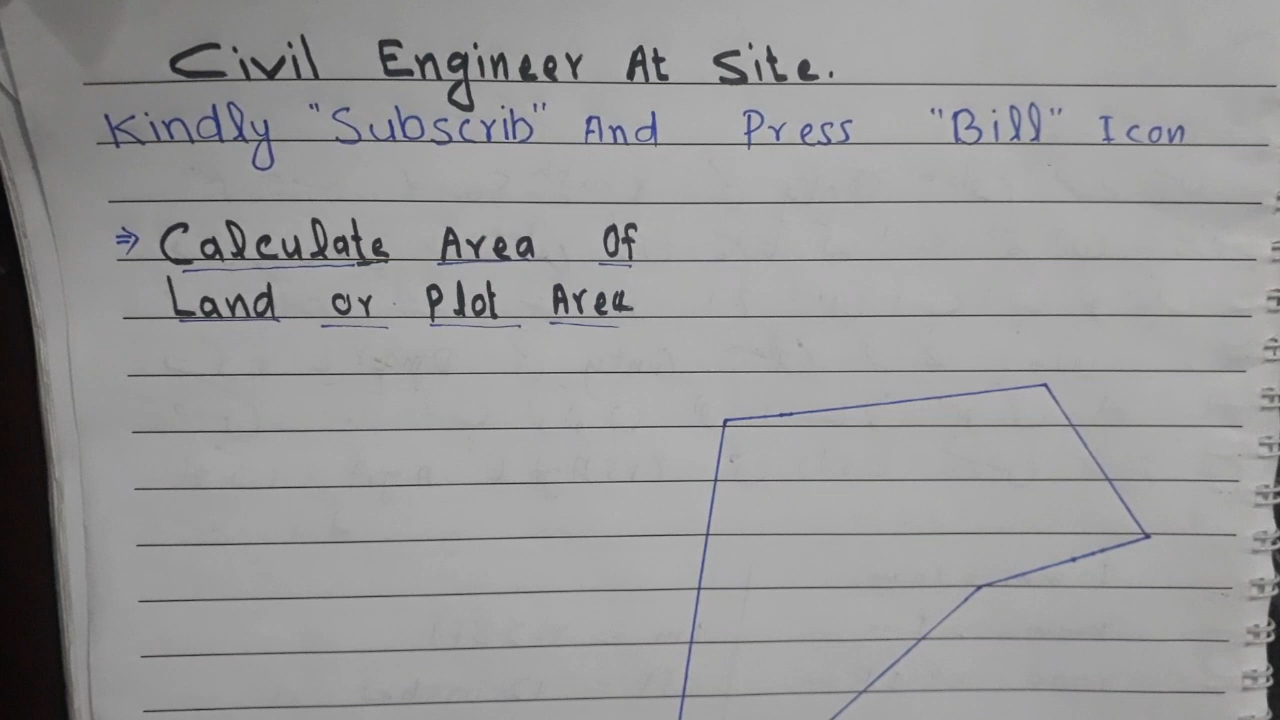 Civil Engineer At Site.
Kindly "Subscrib" And Press "Bill" Icon
⇒ Calculate Area Of
Land or Plot Area